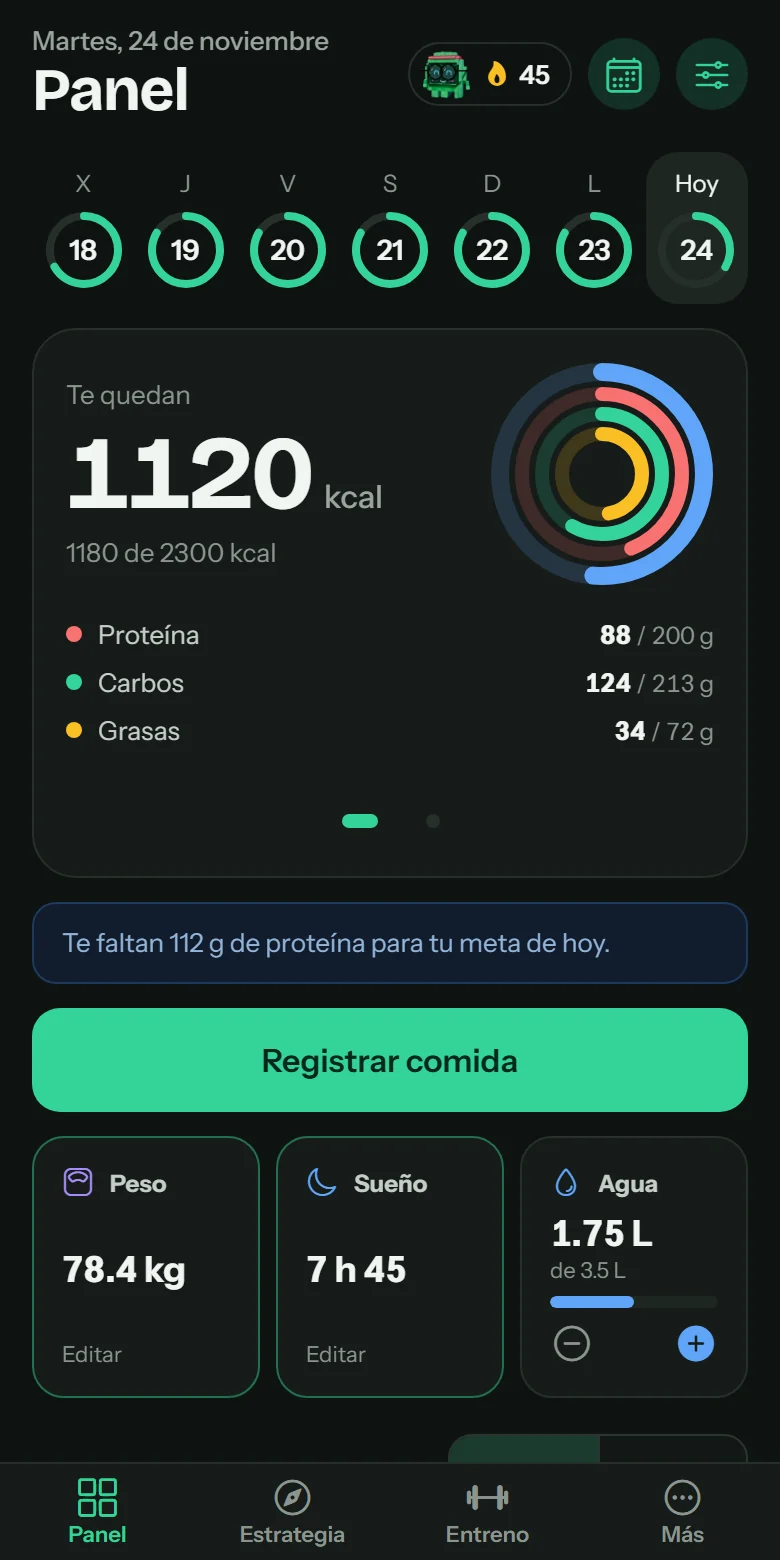 Martes, 24 de noviembre
Panel
45
X J V S D L Hoy
18 19 20 21 22 23 24
Te quedan
1120 kcal
1180 de 2300 kcal
Proteína 88 / 200 g
Carbos 124 / 213 g
Grasas 34 / 72 g
Te faltan 112 g de proteína para tu meta de hoy.
Registrar comida
Peso Sueño Agua
1.75 L
78.4 kg 7 h 45
de 3.5 L
Editar Editar
Panel Estrategia Entreno Más